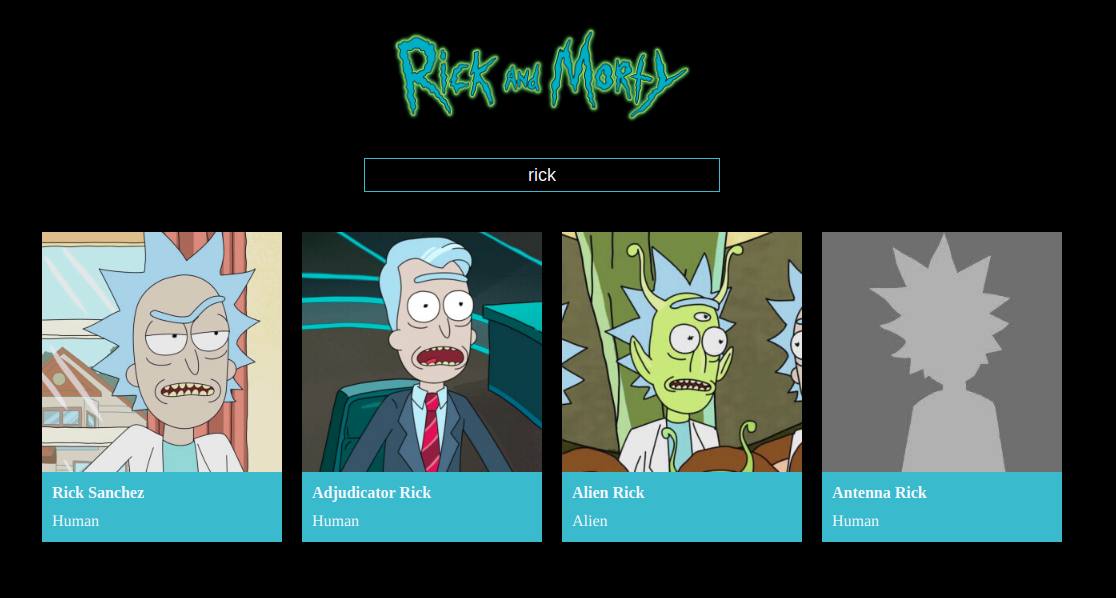 Rick and Morty
rick
Rick Sanchez
Human
Adjudicator Rick
Human
Alien Rick
Alien
Antenna Rick
Human